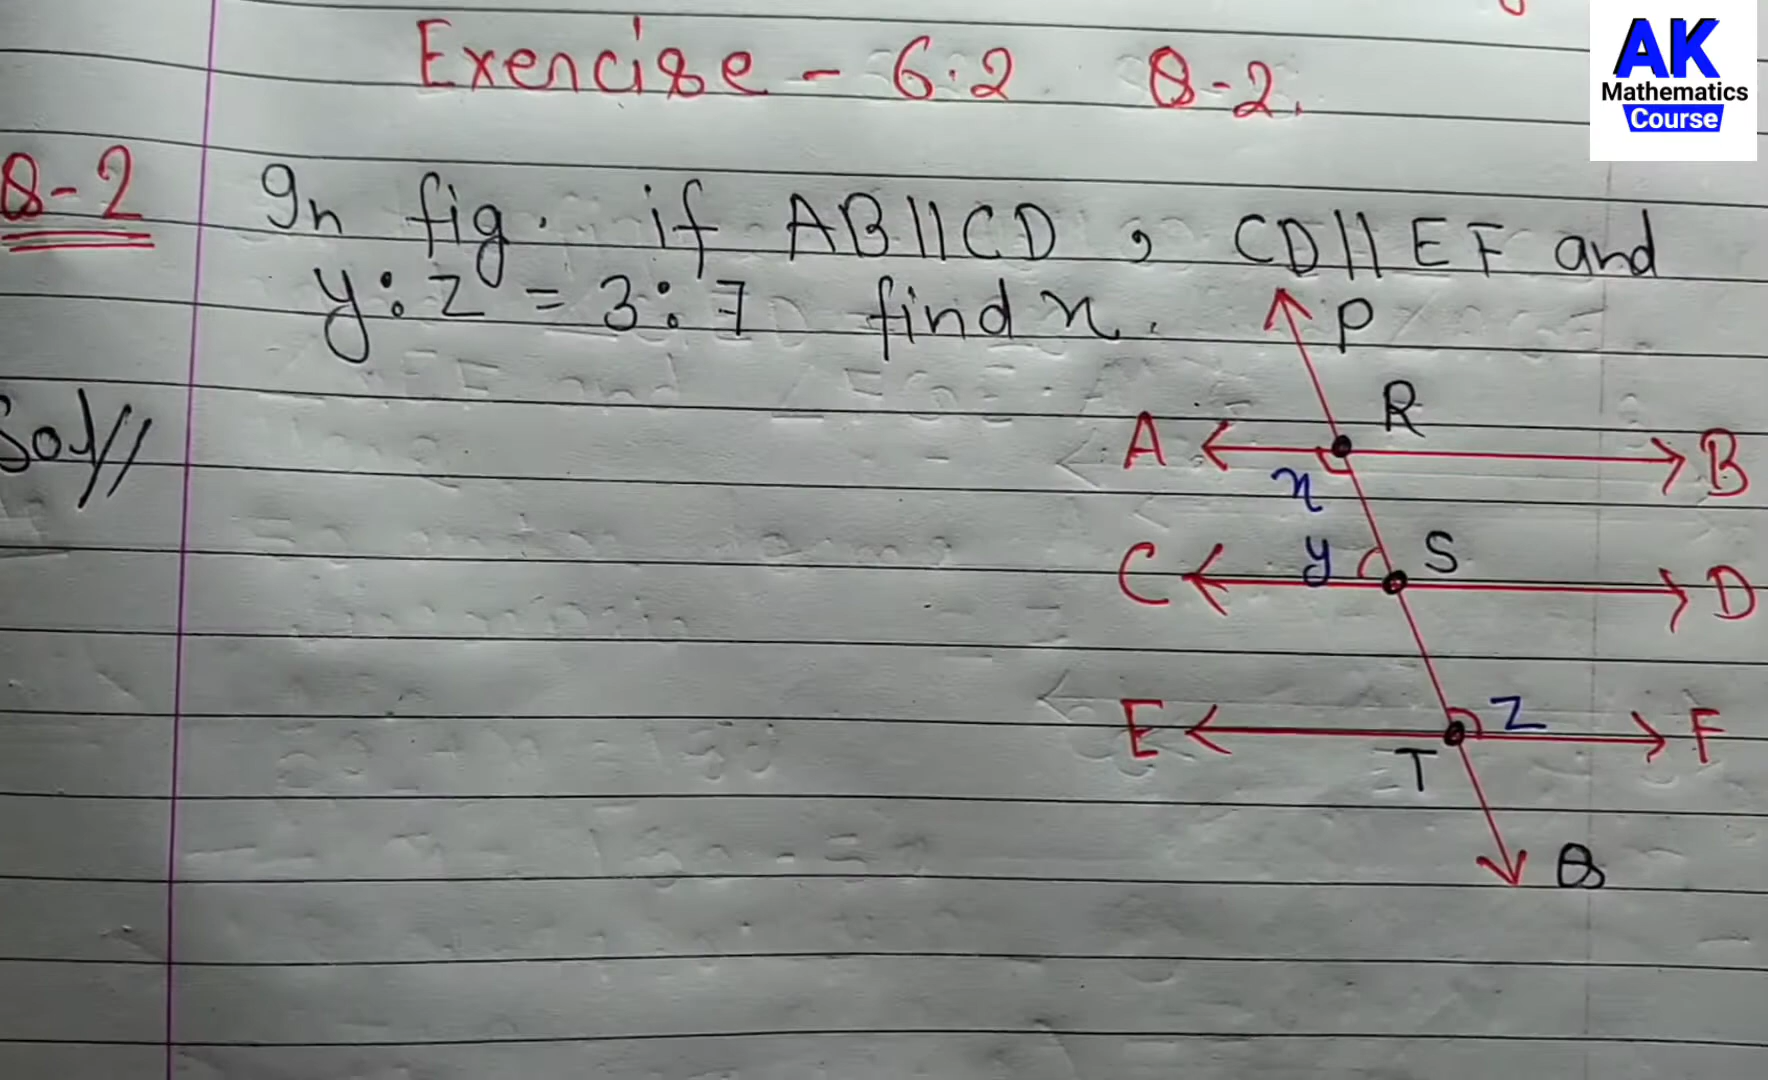 Exercise - 6.2 Q-2.
AK
Mathematics
Course
Q-2 In fig. if AB||CD, CD||EF and
y:z = 3:7 find x.
P
Sol//
R
A B
x
y S
C D
z
E F
T
Q